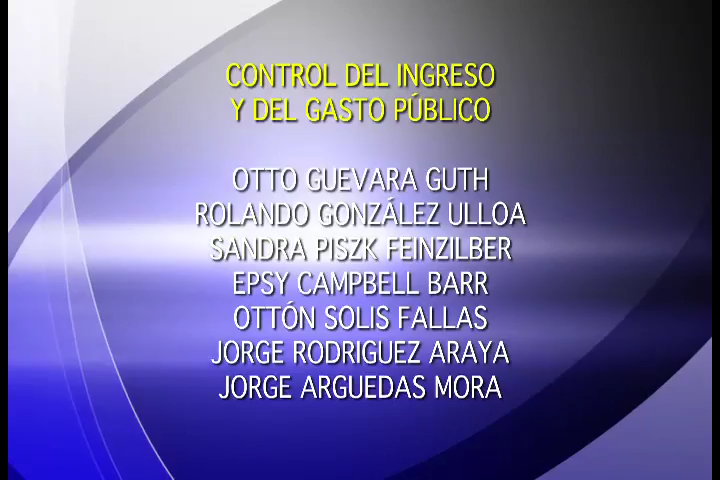 CONTROL DEL INGRESO
Y DEL GASTO PÚBLICO
OTTO GUEVARA GUTH
ROLANDO GONZÁLEZ ULLOA
SANDRA PISZK FEINZILBER
EPSY CAMPBELL BARR
OTTÓN SOLIS FALLAS
JORGE RODRIGUEZ ARAYA
JORGE ARGUEDAS MORA